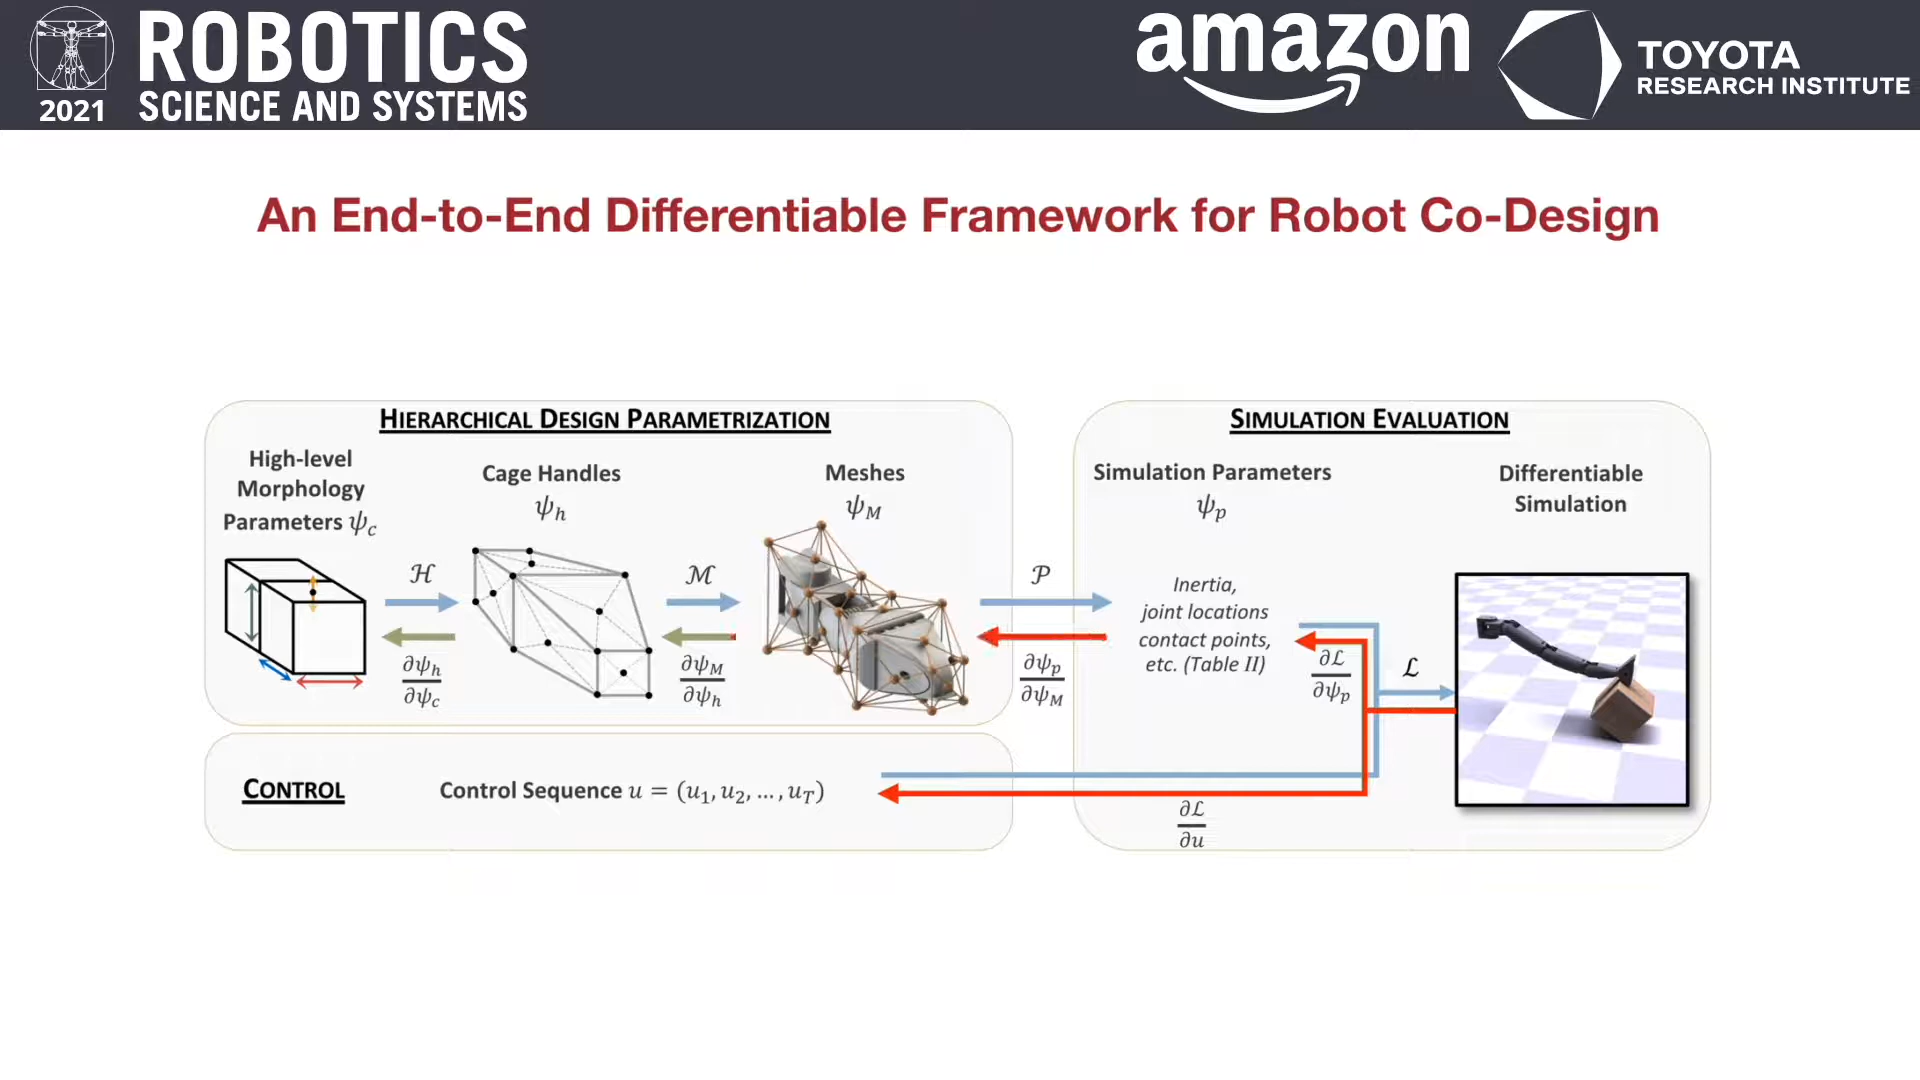 ROBOTICS
SCIENCE AND SYSTEMS
2021
amazon
TOYOTA
RESEARCH INSTITUTE
An End-to-End Differentiable Framework for Robot Co-Design
HIERARCHICAL DESIGN PARAMETRIZATION
High-level
Morphology
Parameters ψ_c
Cage Handles
ψ_h
Meshes
ψ_M
ℋ
∂ψ_h
∂ψ_c
ℳ
∂ψ_M
∂ψ_h
𝒫
∂ψ_p
∂ψ_M
SIMULATION EVALUATION
Simulation Parameters
ψ_p
Differentiable
Simulation
Inertia,
joint locations
contact points,
etc. (Table II)
∂ℒ
∂ψ_p
ℒ
CONTROL
Control Sequence u = (u_1, u_2, …, u_T)
∂ℒ
∂u